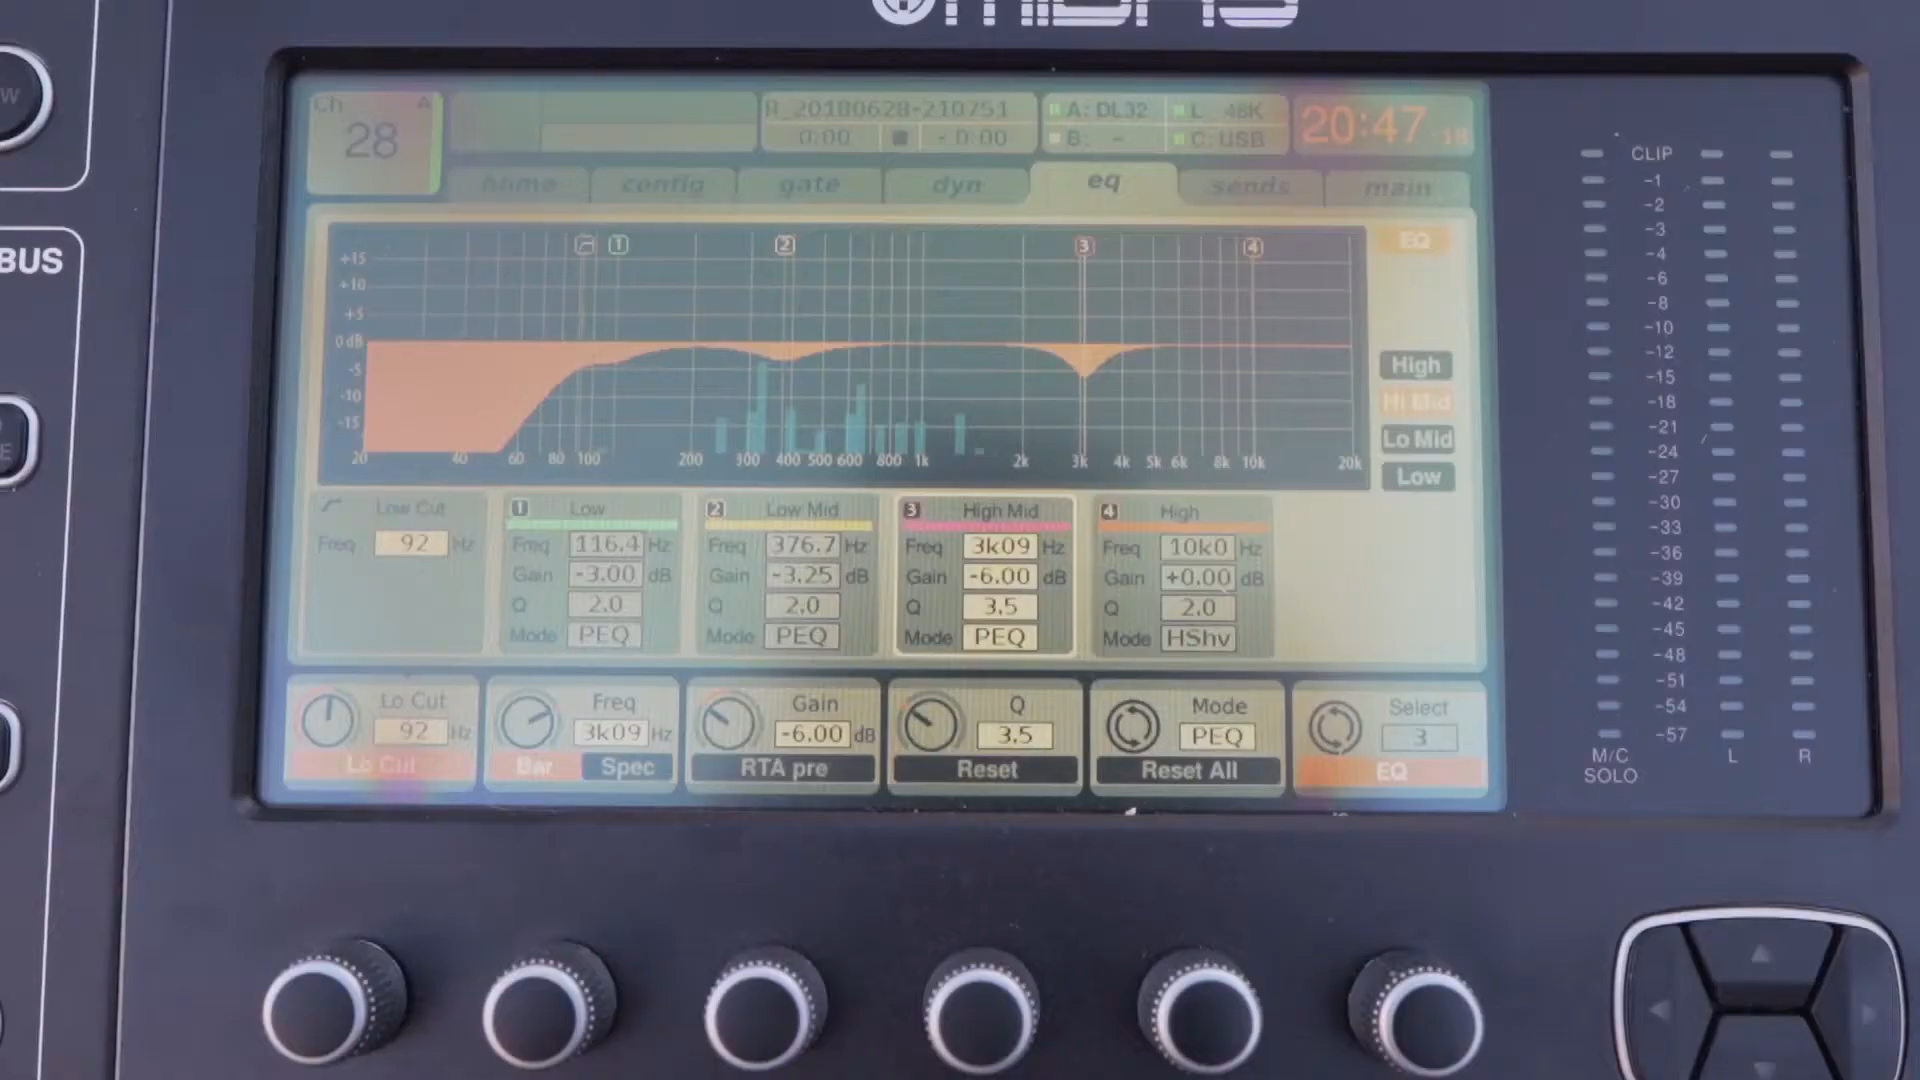 MIDAS
BUS
Ch A
28
R_20180628-210751
0:00 - 0:00
A: DL32 L 48K
B: - C: USB
20:47 :18
home config gate dyn eq sends main
1 2 3 4
EQ
+15
+10
+5
0 dB
-5
-10
-15
20 40 60 80 100 200 300 400 500 600 800 1k 2k 3k 4k 5k 6k 8k 10k 20k
High
Hi Mid
Lo Mid
Low
Low Cut
Freq 92 Hz
1 Low
Freq 116.4 Hz
Gain -3.00 dB
Q 2.0
Mode PEQ
2 Low Mid
Freq 376.7 Hz
Gain -3.25 dB
Q 2.0
Mode PEQ
3 High Mid
Freq 3k09 Hz
Gain -6.00 dB
Q 3.5
Mode PEQ
4 High
Freq 10k0 Hz
Gain +0.00 dB
Q 2.0
Mode HShv
Lo Cut
92 Hz
Lo Cut
Freq
3k09 Hz
Bar Spec
Gain
-6.00 dB
RTA pre
Q
3.5
Reset
Mode
PEQ
Reset All
Select
3
EQ
CLIP
-1
-2
-3
-4
-6
-8
-10
-12
-15
-18
-21
-24
-27
-30
-33
-36
-39
-42
-45
-48
-51
-54
-57
M/C
SOLO
L R